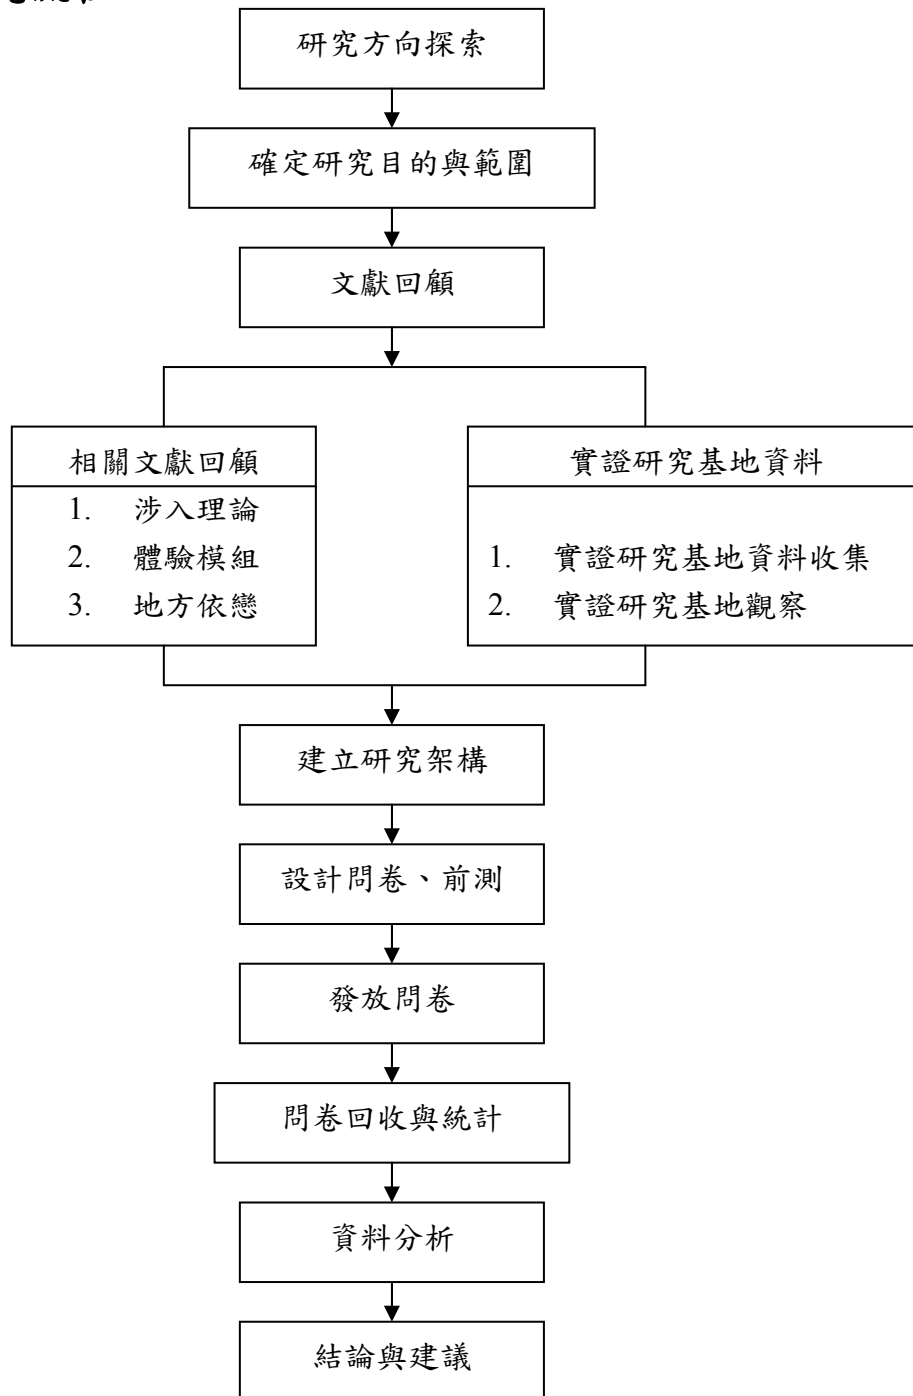 研究方向探索
確定研究目的與範圍
文獻回顧
相關文獻回顧
1. 涉入理論
2. 體驗模組
3. 地方依戀
實證研究基地資料
1. 實證研究基地資料收集
2. 實證研究基地觀察
建立研究架構
設計問卷、前測
發放問卷
問卷回收與統計
資料分析
結論與建議